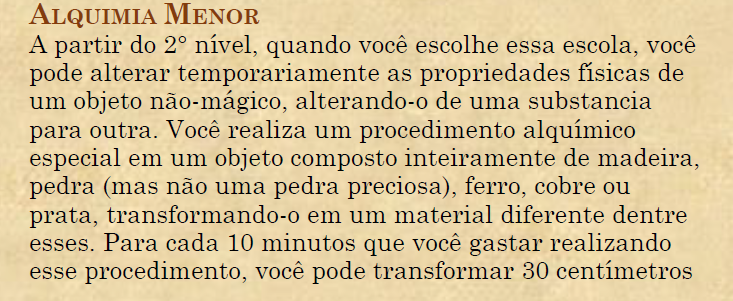 Alquimia Menor
A partir do 2° nível, quando você escolhe essa escola, você
pode alterar temporariamente as propriedades físicas de
um objeto não-mágico, alterando-o de uma substancia
para outra. Você realiza um procedimento alquímico
especial em um objeto composto inteiramente de madeira,
pedra (mas não uma pedra preciosa), ferro, cobre ou
prata, transformando-o em um material diferente dentre
esses. Para cada 10 minutos que você gastar realizando
esse procedimento, você pode transformar 30 centímetros